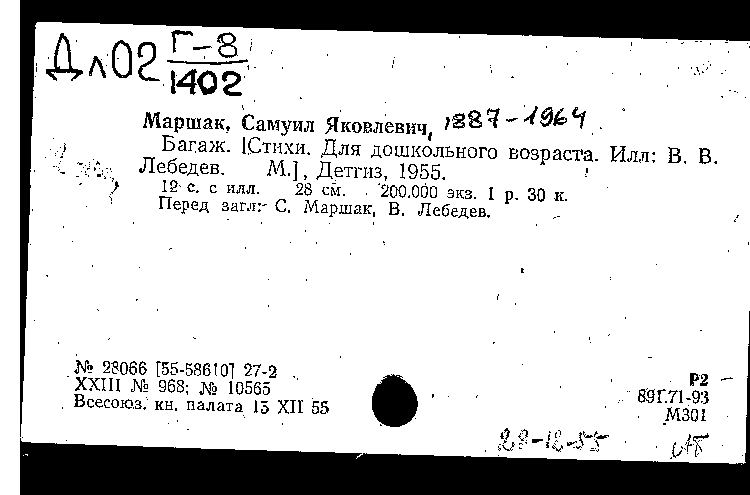 Дл02 Г-8
1402
Маршак, Самуил Яковлевич, 1887-1964
Багаж. [Стихи. Для дошкольного возраста. Илл: В. В.
Лебедев. М.], Детгиз, 1955.
12 с. с илл. 28 см. 200.000 экз. 1 р. 30 к.
Перед загл: С. Маршак, В. Лебедев.
№ 28066 [55-58610] 27-2
XXIII № 968; № 10565
Всесоюз. кн. палата 15 XII 55
Р2
891.71-93
М301
28-12-55